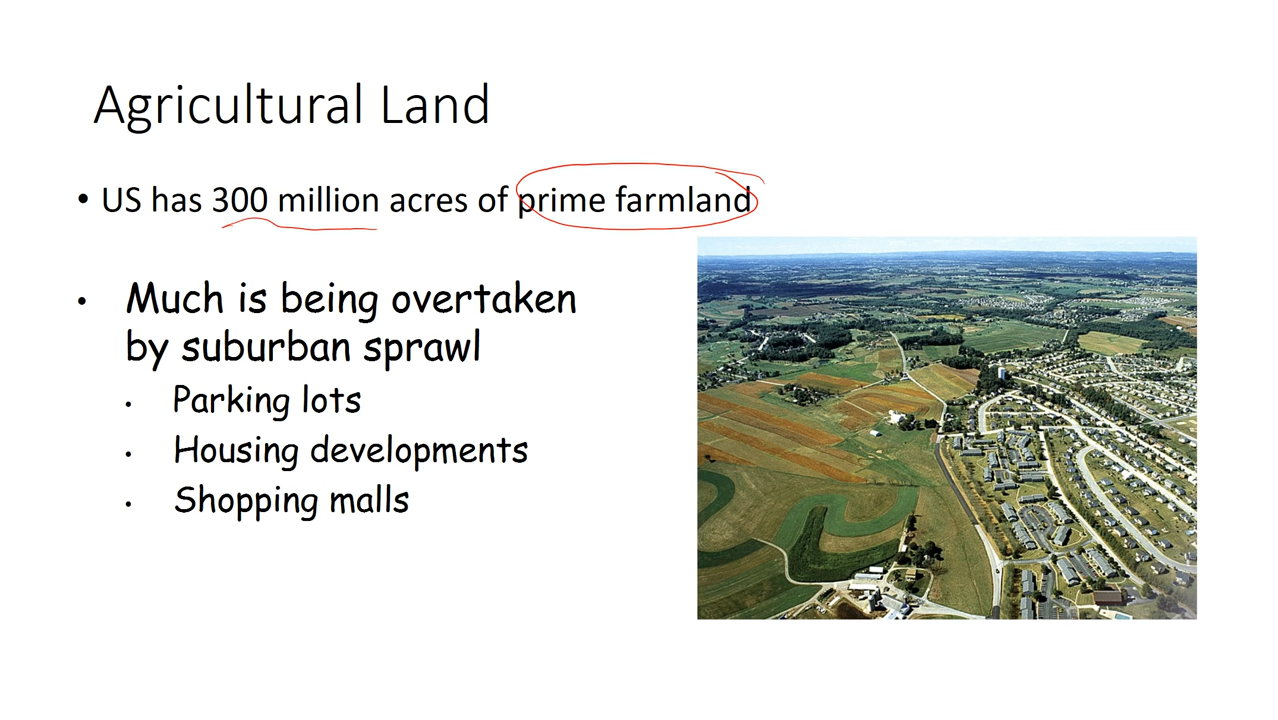 Agricultural Land
• US has 300 million acres of prime farmland
• Much is being overtaken
by suburban sprawl
• Parking lots
• Housing developments
• Shopping malls